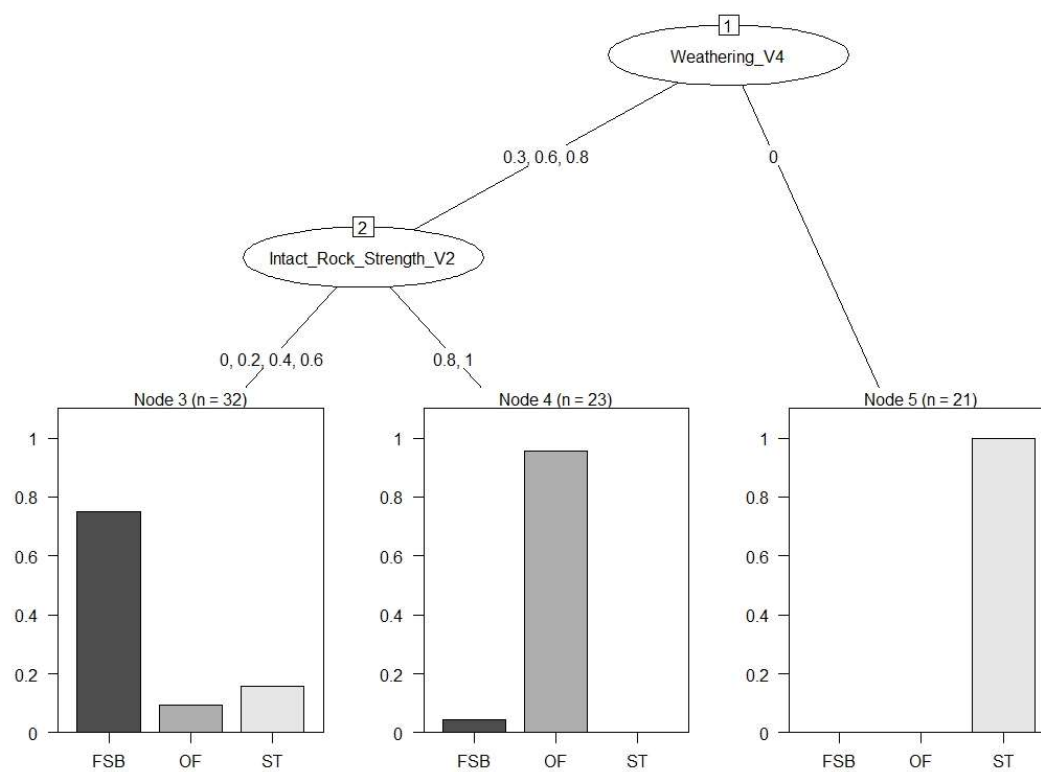 1
Weathering_V4
0.3, 0.6, 0.8
0
2
Intact_Rock_Strength_V2
0, 0.2, 0.4, 0.6
0.8, 1
Node 3 (n = 32)
1
0.8
0.6
0.4
0.2
0
FSB OF ST
Node 4 (n = 23)
1
0.8
0.6
0.4
0.2
0
FSB OF ST
Node 5 (n = 21)
1
0.8
0.6
0.4
0.2
0
FSB OF ST